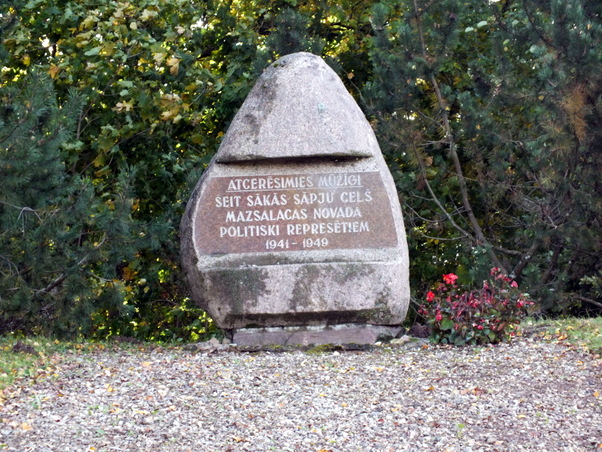 ATCERĒSIMIES MŪŽĪGI
ŠEIT SĀKĀS SĀPJU CEĻŠ
MAZSALACAS NOVADA
POLITISKI REPRESĒTIEM
1941 - 1949